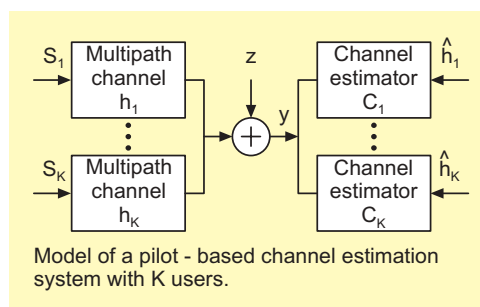 S1
Multipath
channel
h1
z
y
Channel
estimator
C1
ĥ1
SK
Multipath
channel
hK
Channel
estimator
CK
ĥK
Model of a pilot - based channel estimation
system with K users.